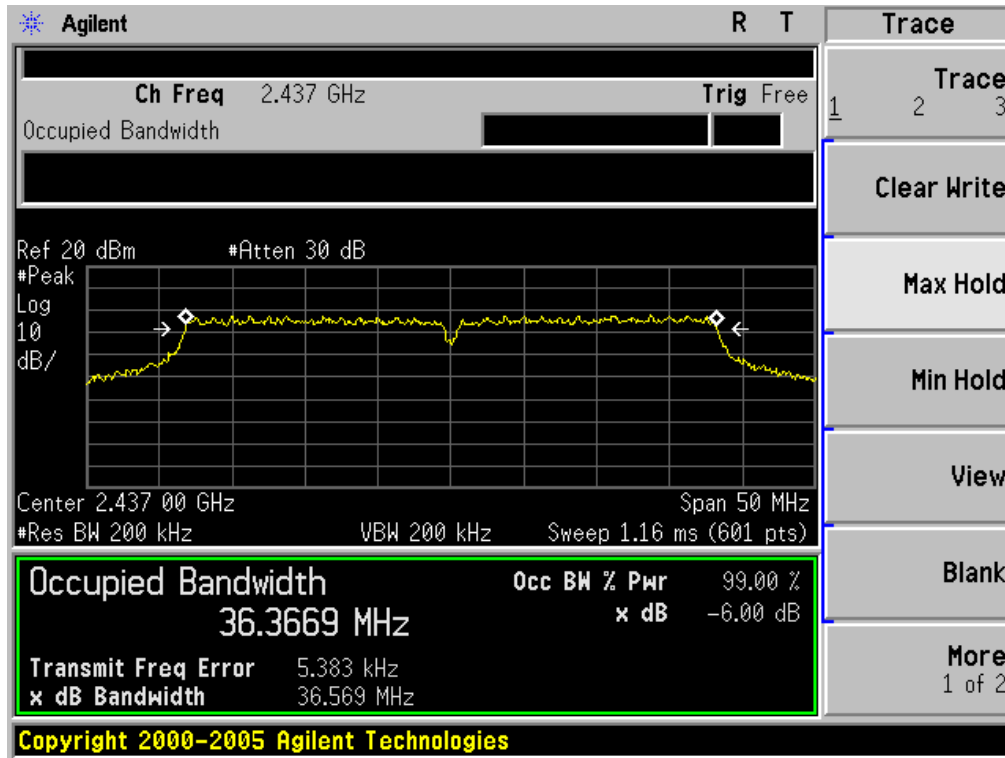 Agilent R T
Ch Freq 2.437 GHz Trig Free
Occupied Bandwidth
Ref 20 dBm #Atten 30 dB
#Peak
Log
10
dB/
Center 2.437 00 GHz Span 50 MHz
#Res BW 200 kHz VBW 200 kHz Sweep 1.16 ms (601 pts)
Occupied Bandwidth
36.3669 MHz
Occ BW % Pwr 99.00 %
x dB -6.00 dB
Transmit Freq Error 5.383 kHz
x dB Bandwidth 36.569 MHz
Copyright 2000-2005 Agilent Technologies
Trace
Trace
1 2 3
Clear Write
Max Hold
Min Hold
View
Blank
More
1 of 2